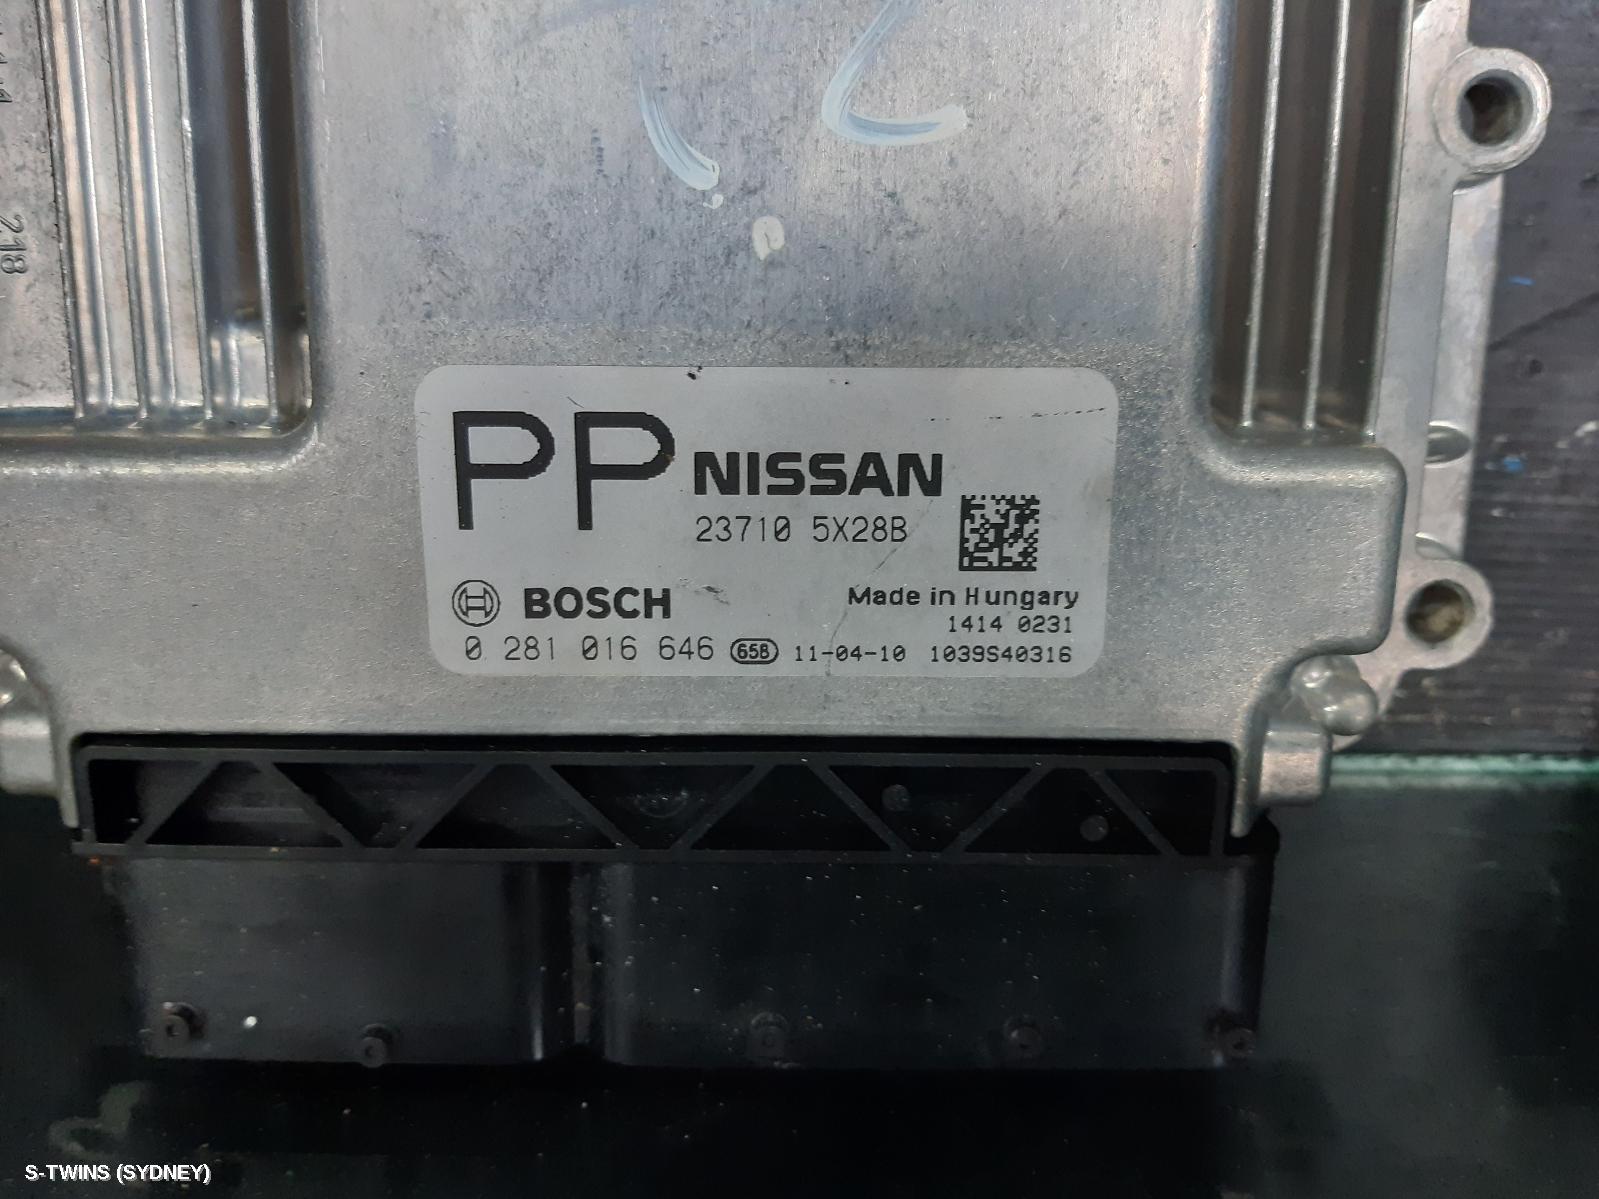 218
PP NISSAN
23710 5X28B
BOSCH
Made in Hungary
1414 0231
0 281 016 646 658 11-04-10 1039S40316
S-TWINS (SYDNEY)